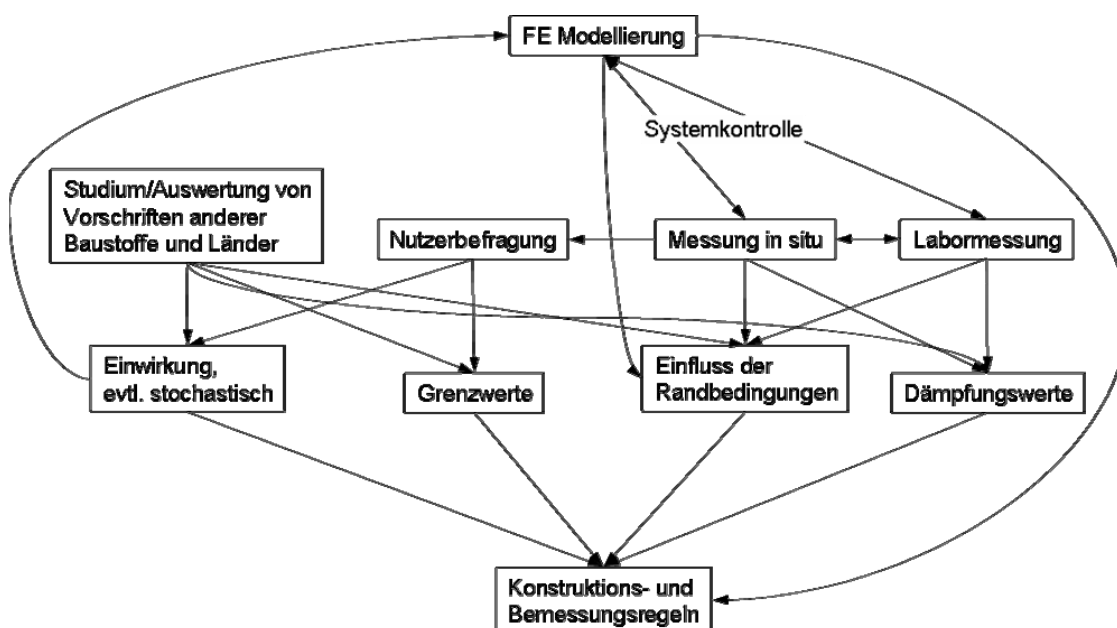 FE Modellierung
Systemkontrolle
Studium/Auswertung von
Vorschriften anderer
Baustoffe und Länder
Nutzerbefragung
Messung in situ
Labormessung
Einwirkung,
evtl. stochastisch
Grenzwerte
Einfluss der
Randbedingungen
Dämpfungswerte
Konstruktions- und
Bemessungsregeln